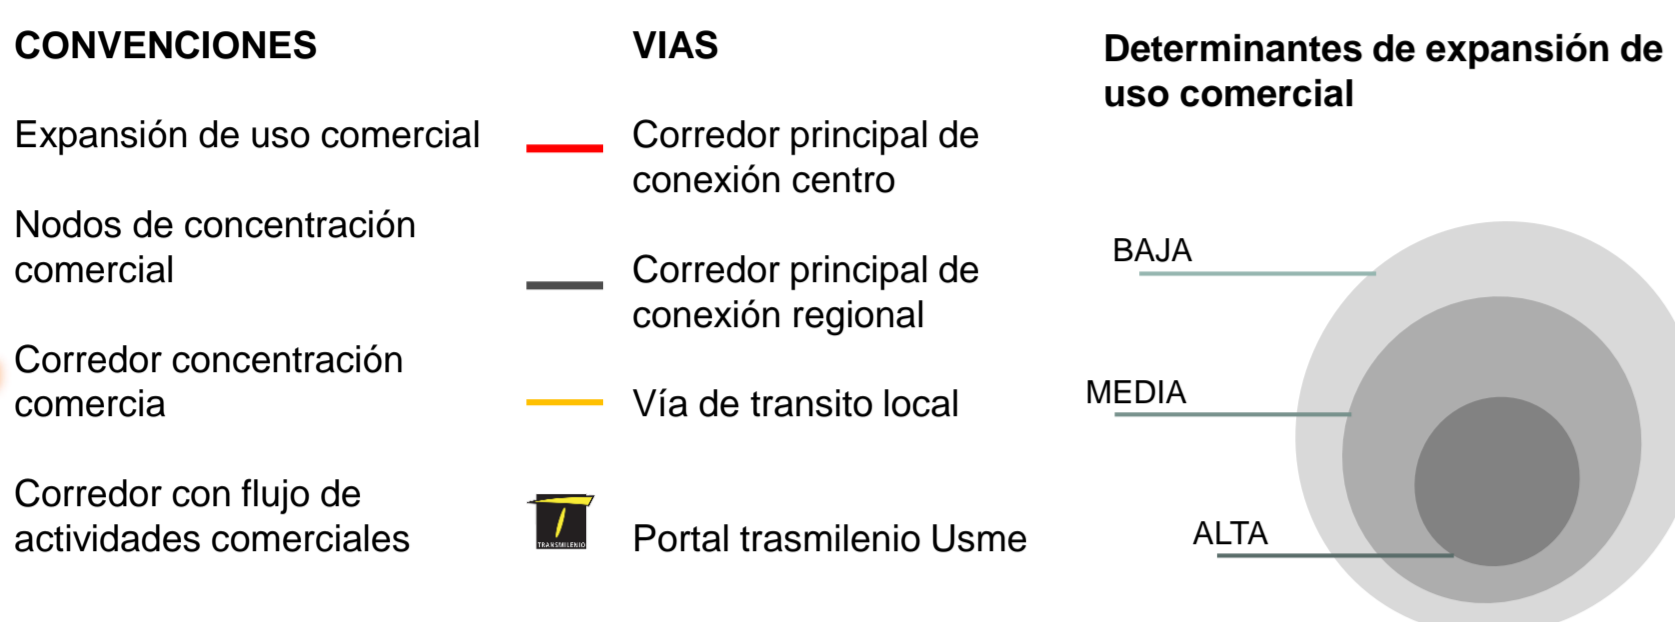 CONVENCIONES
Expansión de uso comercial
Nodos de concentración
comercial
Corredor concentración
comercia
Corredor con flujo de
actividades comerciales
VIAS
Corredor principal de
conexión centro
Corredor principal de
conexión regional
Vía de transito local
TRANSMILENIO
Portal trasmilenio Usme
Determinantes de expansión de
uso comercial
BAJA
MEDIA
ALTA